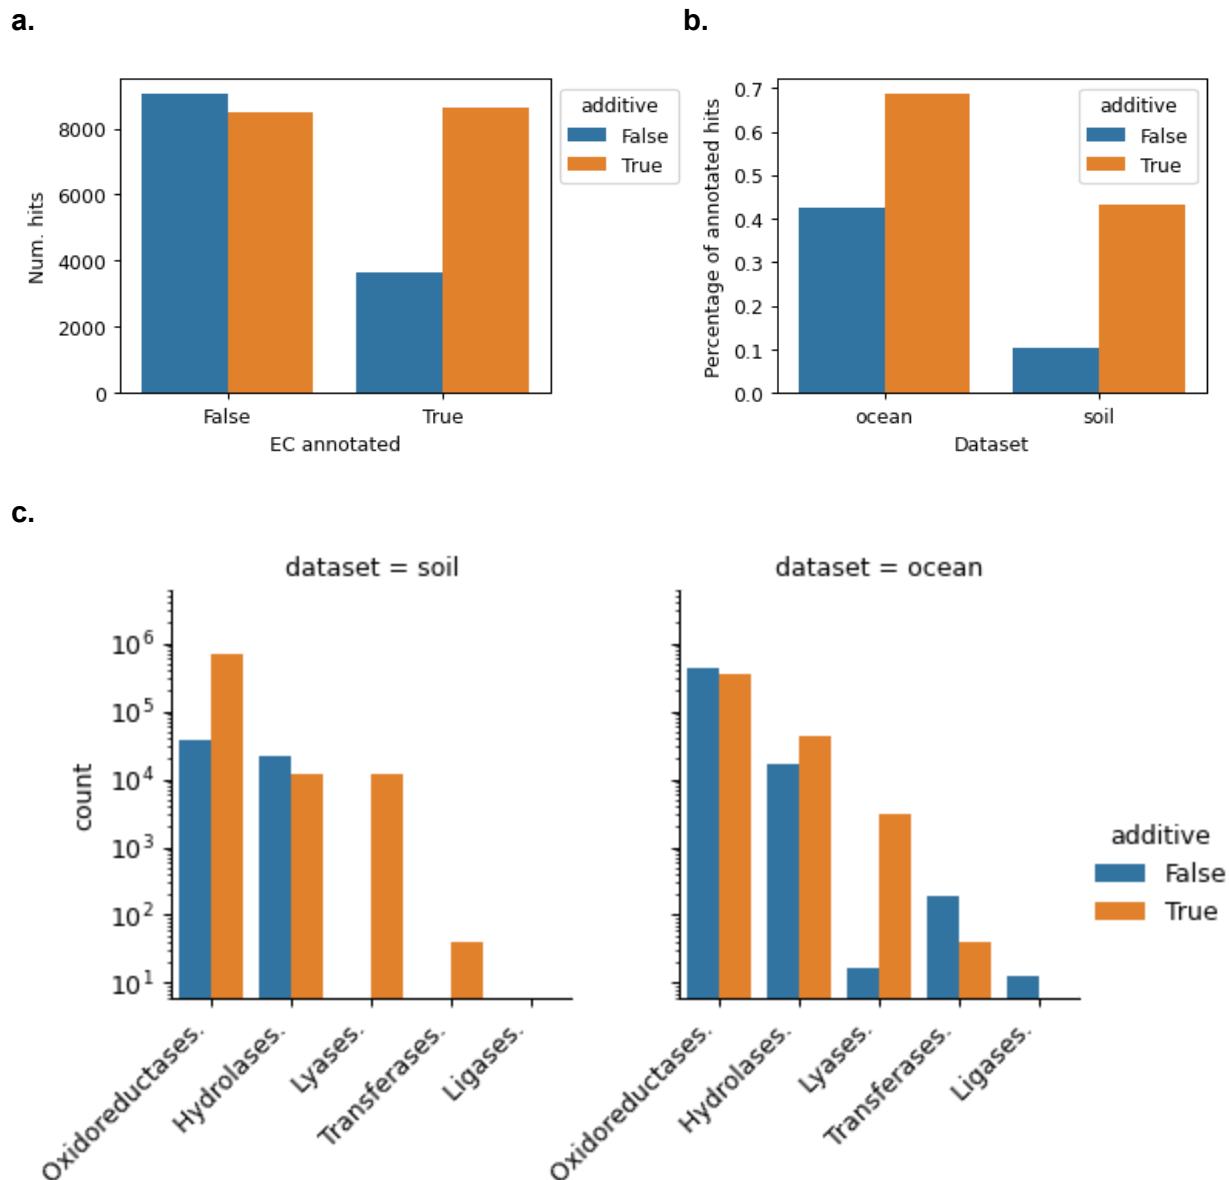 a.
Num. hits
8000
6000
4000
2000
0
False
True
EC annotated
additive
False
True
b.
Percentage of annotated hits
0.7
0.6
0.5
0.4
0.3
0.2
0.1
0.0
ocean
soil
Dataset
additive
False
True
c.
dataset = soil
count
10^6
10^5
10^4
10^3
10^2
10^1
Oxidoreductases.
Hydrolases.
Lyases.
Transferases.
Ligases.
dataset = ocean
Oxidoreductases.
Hydrolases.
Lyases.
Transferases.
Ligases.
additive
False
True